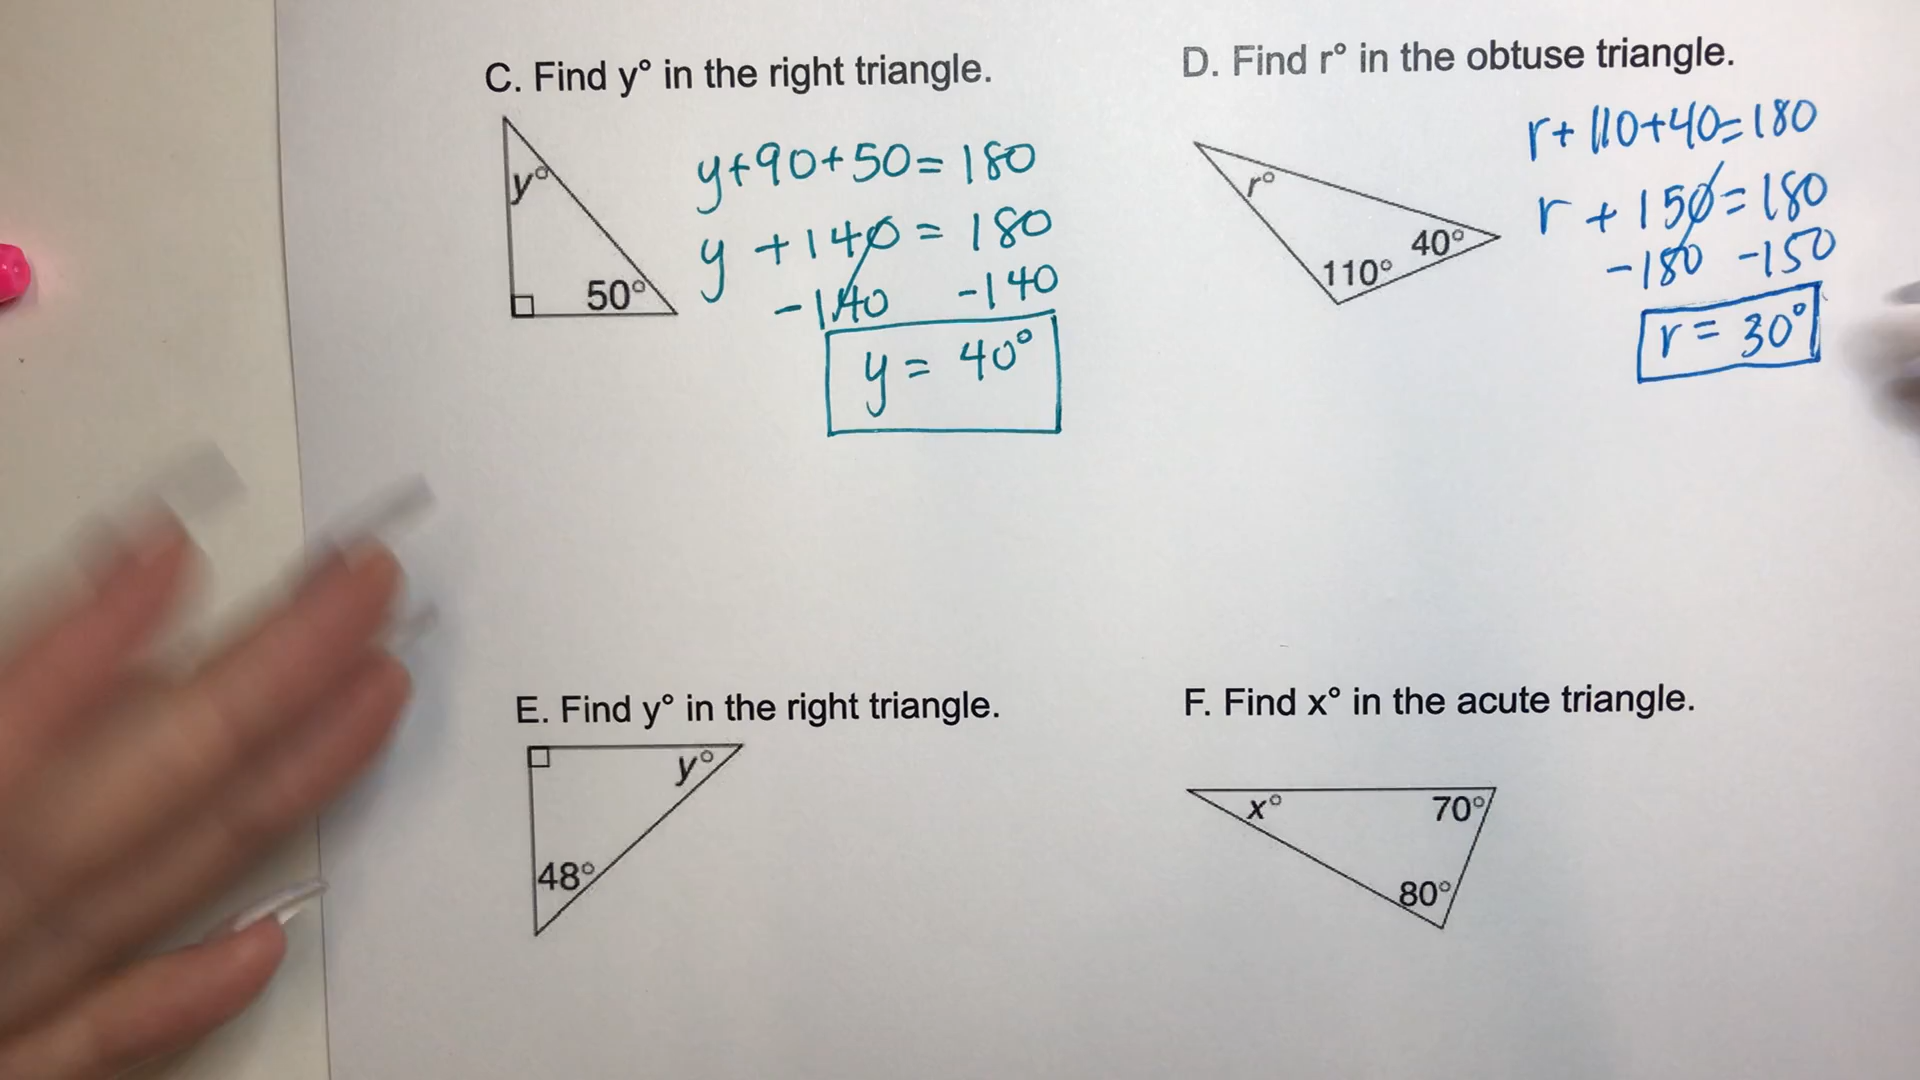 C. Find y° in the right triangle.
y°
50°
y+90+50=180
y +140 = 180
-140 -140
y = 40°
D. Find r° in the obtuse triangle.
r°
40°
110°
r+110+40=180
r + 150=180
-180 -150
r = 30°
E. Find y° in the right triangle.
y°
48°
F. Find x° in the acute triangle.
x°
70°
80°